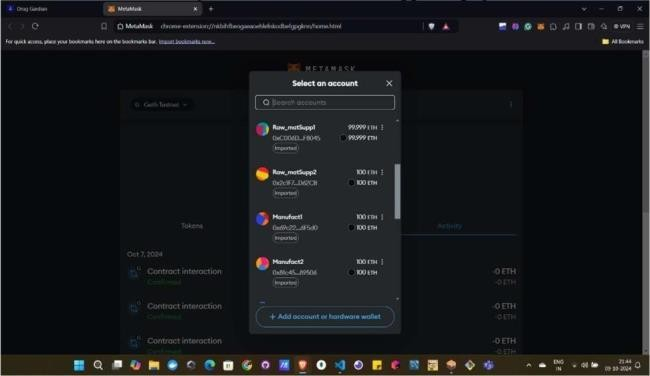 Drug Gardian
MetaMask
MetaMask
chrome-extension://nkbihfbeogaeaoehlefnkodbefgpgknn/home.html
VPN
For quick access, place your bookmarks here on the bookmarks bar. Import bookmarks now...
All Bookmarks
METAMASK
Select an account
Geth Testnet
Search accounts
Raw_matSupp1 99.999 ETH
0xC006D...F8045 99.999 ETH
Imported
Raw_matSupp2 100 ETH
0x2c1F7...D62CB 100 ETH
Imported
Manufact1 100 ETH
0x69c22...6F5d0 100 ETH
Imported
Tokens
Activity
Oct 7, 2024
Manufact2 100 ETH
0x81c45...89506 100 ETH
Imported
Contract interaction -0 ETH
Confirmed -0 ETH
Contract interaction -0 ETH
Confirmed -0 ETH
+ Add account or hardware wallet
Contract interaction -0 ETH
Confirmed -0 ETH
ENG
IN
21:44
09-10-2024